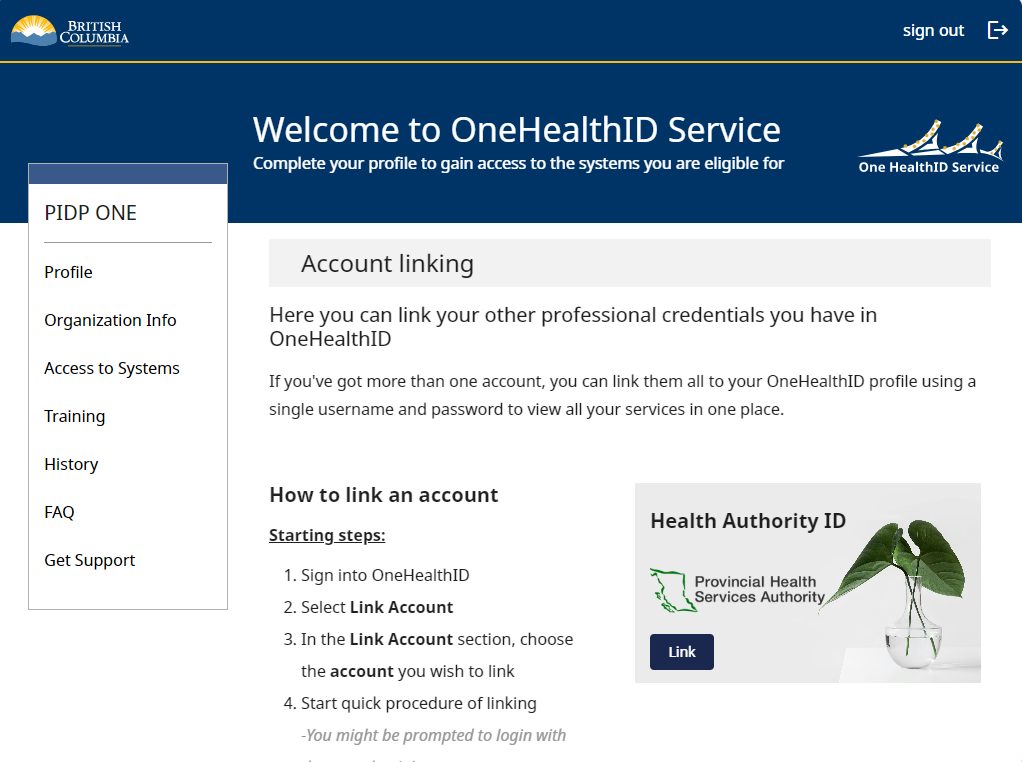 BRITISH
COLUMBIA
sign out
Welcome to OneHealthID Service
Complete your profile to gain access to the systems you are eligible for
One HealthID Service
PIDP ONE
Profile
Organization Info
Access to Systems
Training
History
FAQ
Get Support
Account linking
Here you can link your other professional credentials you have in
OneHealthID
If you've got more than one account, you can link them all to your OneHealthID profile using a
single username and password to view all your services in one place.
How to link an account
Starting steps:
1. Sign into OneHealthID
2. Select Link Account
3. In the Link Account section, choose
the account you wish to link
4. Start quick procedure of linking
-You might be prompted to login with
Health Authority ID
Provincial Health
Services Authority
Link